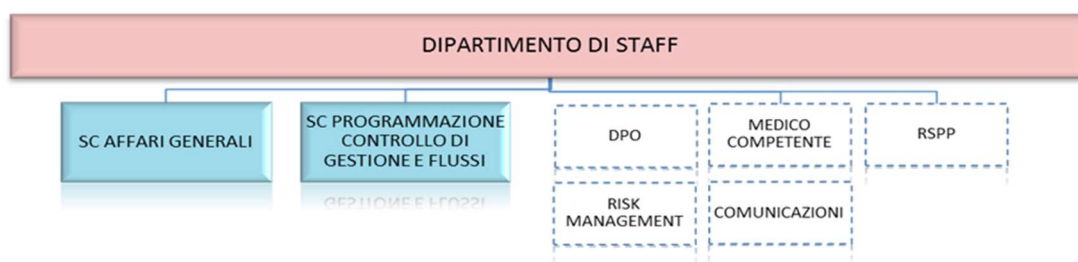 DIPARTIMENTO DI STAFF
SC AFFARI GENERALI
SC PROGRAMMAZIONE
CONTROLLO DI
GESTIONE E FLUSSI
DPO
MEDICO
COMPETENTE
RSPP
RISK
MANAGEMENT
COMUNICAZIONI